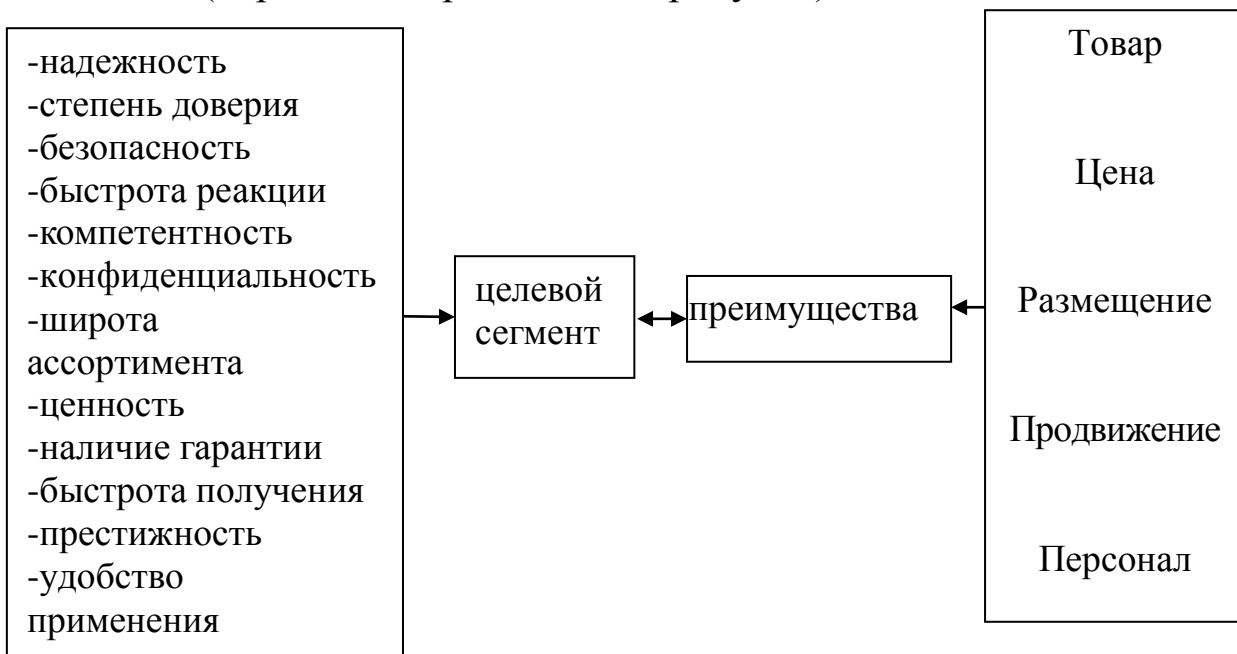 -надежность
-степень доверия
-безопасность
-быстрота реакции
-компетентность
-конфиденциальность
-широта
ассортимента
-ценность
-наличие гарантии
-быстрота получения
-престижность
-удобство
применения
целевой
сегмент
преимущества
Товар
Цена
Размещение
Продвижение
Персонал